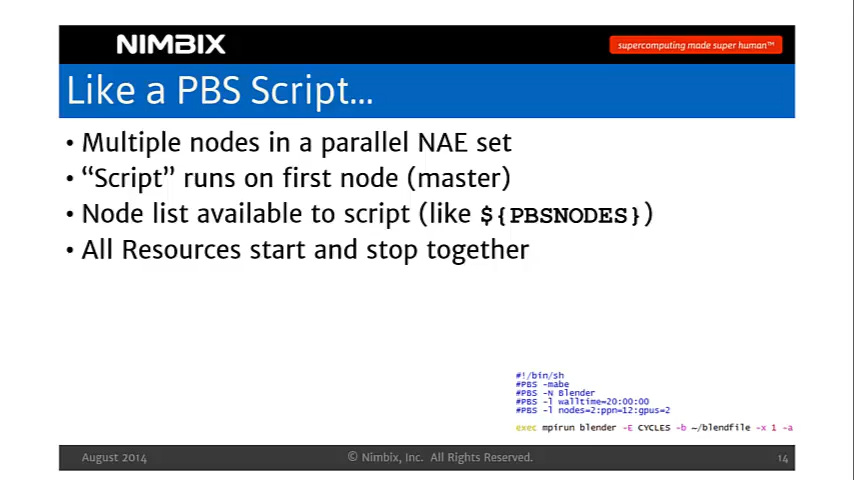 NIMBIX
supercomputing made super human™
Like a PBS Script...
• Multiple nodes in a parallel NAE set
• “Script” runs on first node (master)
• Node list available to script (like ${PBSNODES})
• All Resources start and stop together
#!/bin/sh
#PBS -mabe
#PBS -N Blender
#PBS -l walltime=20:00:00
#PBS -l nodes=2:ppn=12:gpus=2
exec mpirun blender -E CYCLES -b ~/blendfile -x 1 -a
August 2014
© Nimbix, Inc. All Rights Reserved.
14